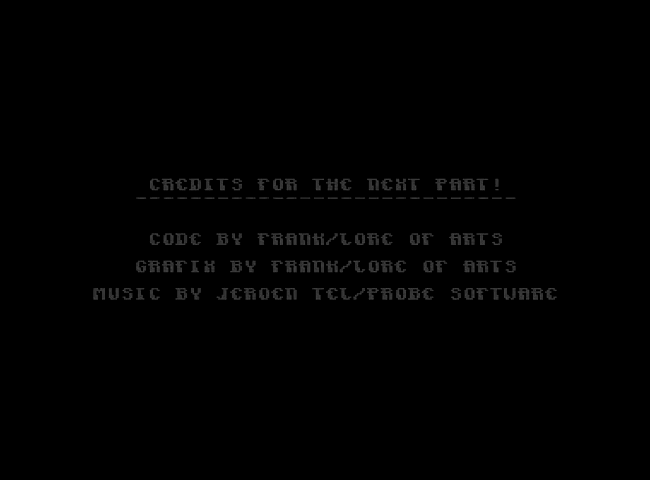 CREDITS FOR THE NEXT PART!
----------------------------
CODE BY FRANK/LORE OF ARTS
GRAFIX BY FRANK/LORE OF ARTS
MUSIC BY JEROEN TEL/PROBE SOFTWARE